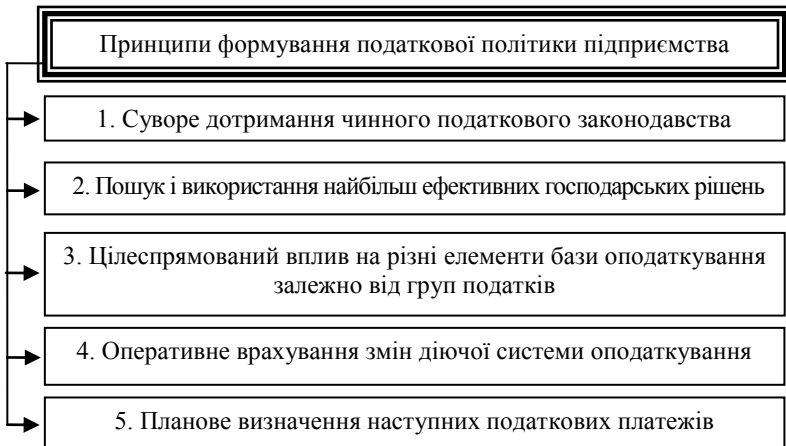 Принципи формування податкової політики підприємства
1. Суворе дотримання чинного податкового законодавства
2. Пошук і використання найбільш ефективних господарських рішень
3. Цілеспрямований вплив на різні елементи бази оподаткування
залежно від груп податків
4. Оперативне врахування змін діючої системи оподаткування
5. Планове визначення наступних податкових платежів